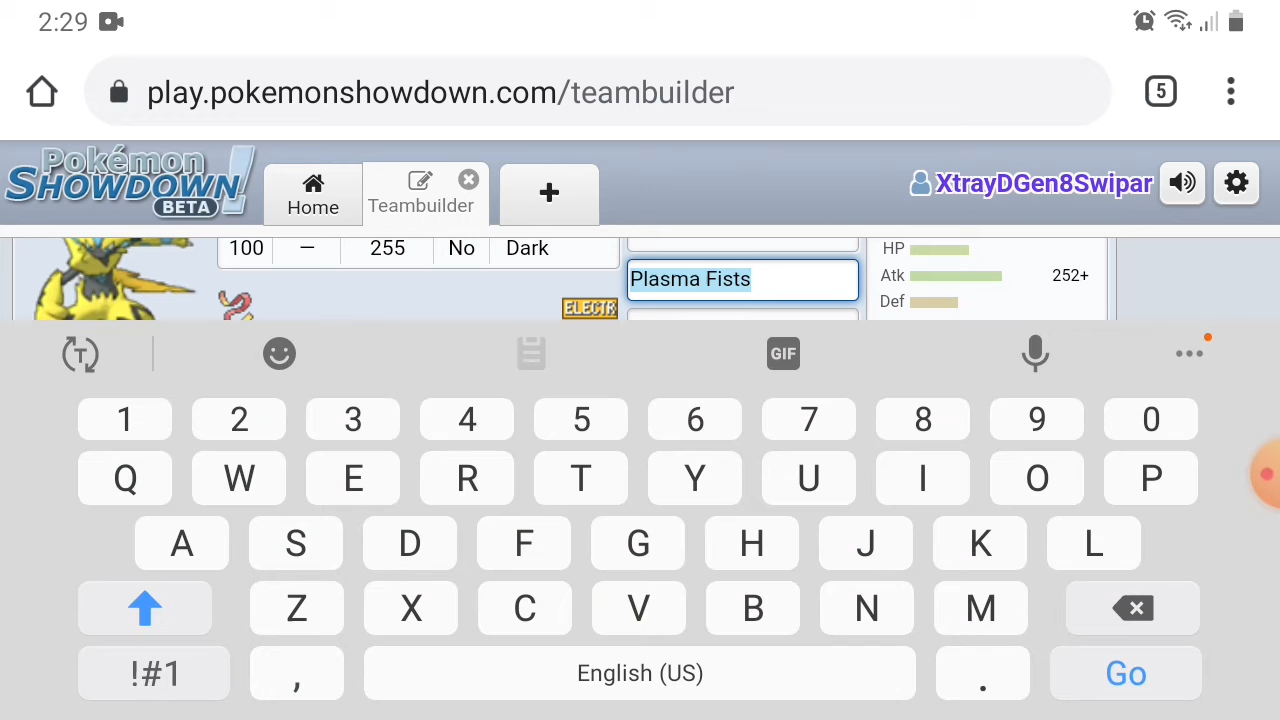 2:29
play.pokemonshowdown.com/teambuilder
5
Pokémon
SHOWDOWN!
BETA
Home
Teambuilder
XtrayDGen8Swipar
100 — 255 No Dark
Plasma Fists
HP
Atk 252+
Def
ELECTR
T
GIF
1 2 3 4 5 6 7 8 9 0
Q W E R T Y U I O P
A S D F G H J K L
Z X C V B N M
!#1 , English (US) . Go